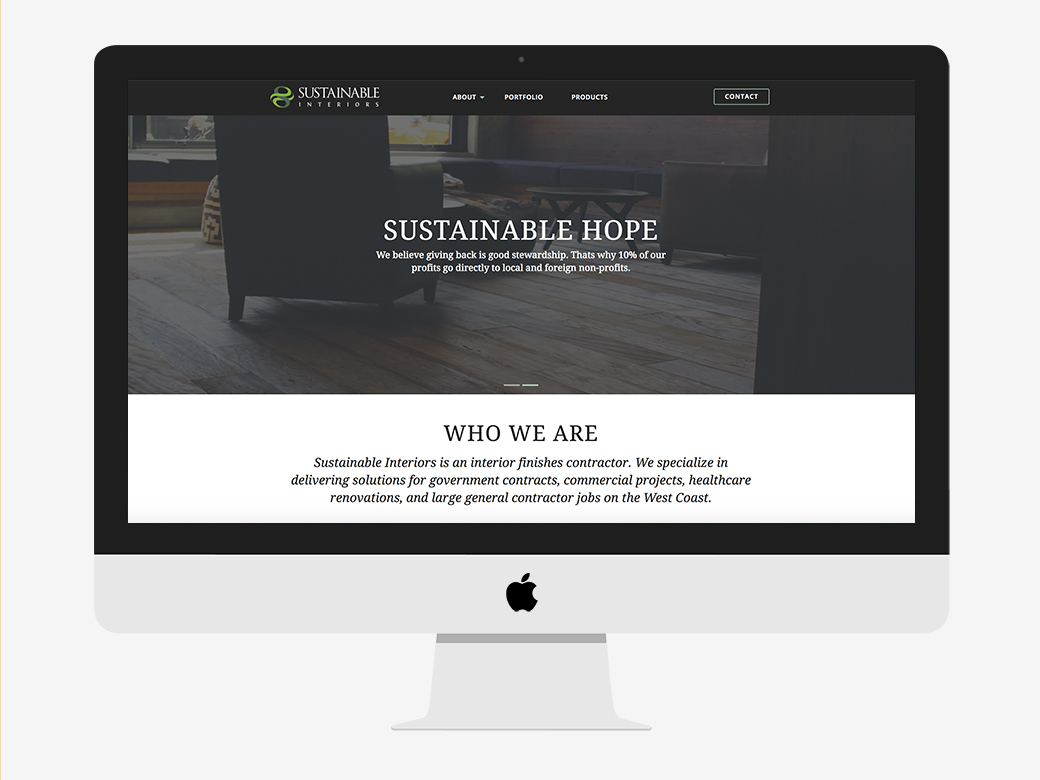 SUSTAINABLE
INTERIORS
ABOUT
PORTFOLIO
PRODUCTS
CONTACT
SUSTAINABLE HOPE
We believe giving back is good stewardship. Thats why 10% of our
profits go directly to local and foreign non-profits.
WHO WE ARE
Sustainable Interiors is an interior finishes contractor. We specialize in
delivering solutions for government contracts, commercial projects, healthcare
renovations, and large general contractor jobs on the West Coast.